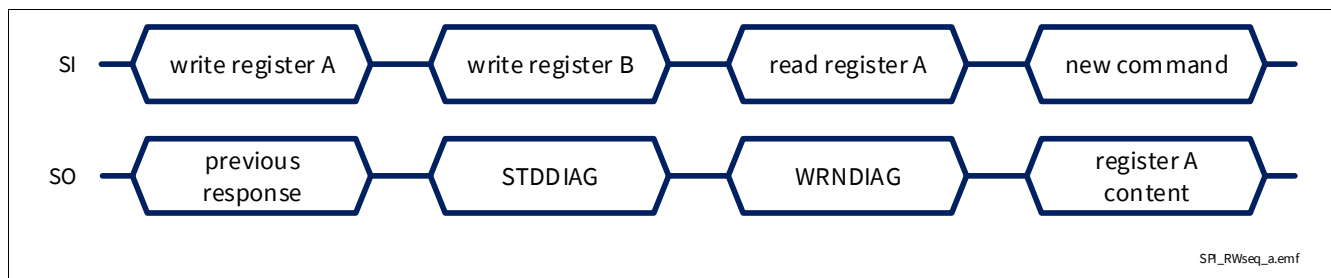 SI
write register A
write register B
read register A
new command
SO
previous
response
STDDIAG
WRNDIAG
register A
content
SPI_RWseq_a.emf